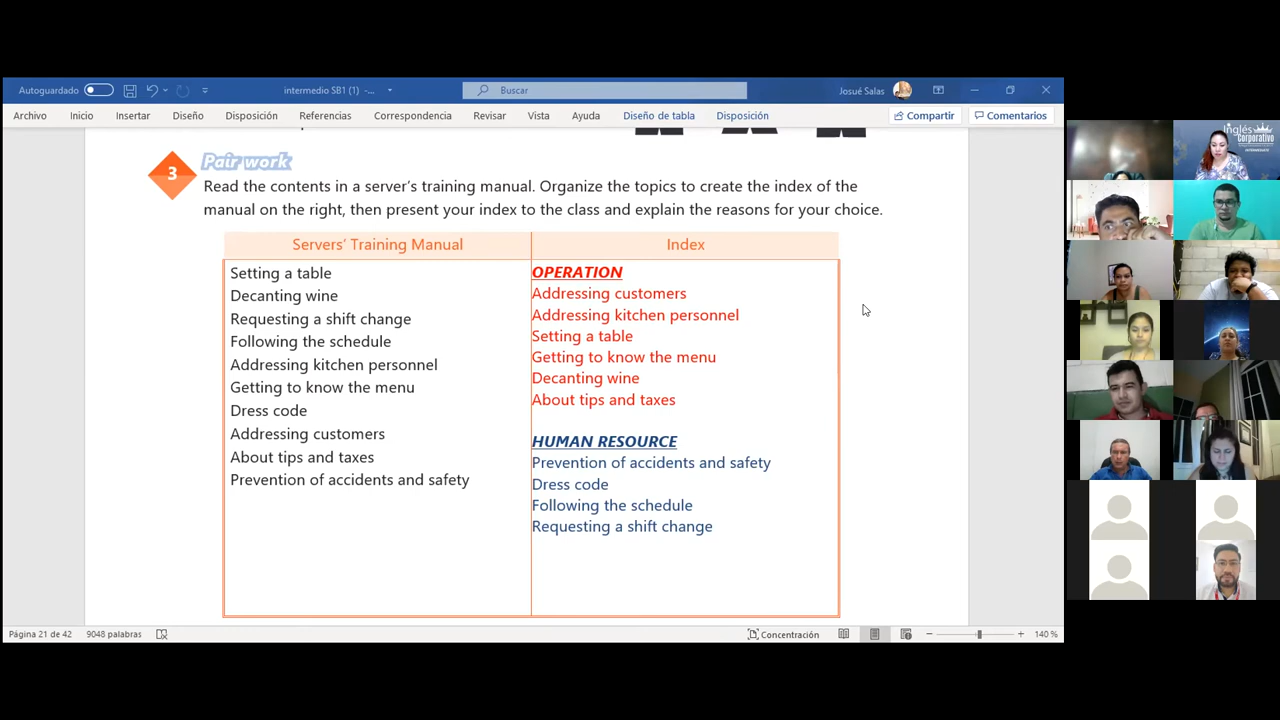 Autoguardado
intermedio SB1 (1) -...
Buscar
Josué Salas
Archivo Inicio Insertar Diseño Disposición Referencias Correspondencia Revisar Vista Ayuda Diseño de tabla Disposición
Compartir
Comentarios
Inglés
Corporativo
INTERMEDIATE
3
Pair work
Read the contents in a server's training manual. Organize the topics to create the index of the
manual on the right, then present your index to the class and explain the reasons for your choice.
Servers' Training Manual
Setting a table
Decanting wine
Requesting a shift change
Following the schedule
Addressing kitchen personnel
Getting to know the menu
Dress code
Addressing customers
About tips and taxes
Prevention of accidents and safety
Index
OPERATION
Addressing customers
Addressing kitchen personnel
Setting a table
Getting to know the menu
Decanting wine
About tips and taxes
HUMAN RESOURCE
Prevention of accidents and safety
Dress code
Following the schedule
Requesting a shift change
Página 21 de 42
9048 palabras
Concentración
140 %